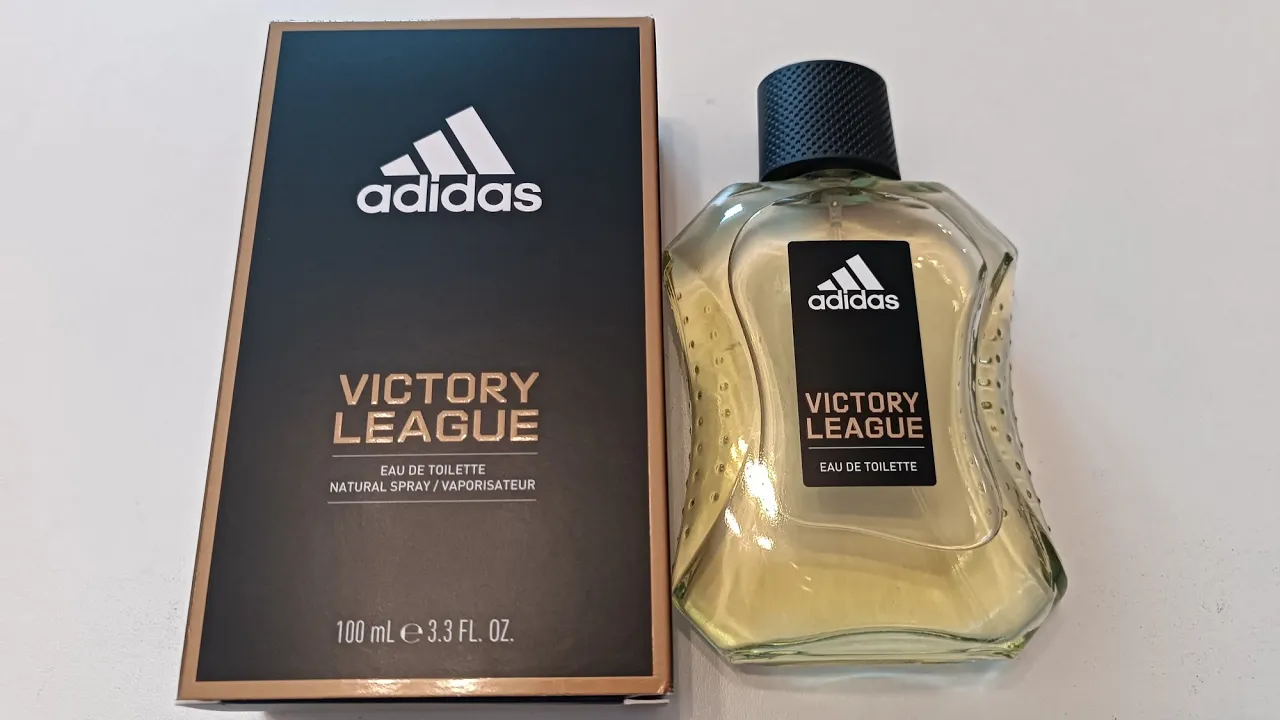 adidas
VICTORY
LEAGUE
EAU DE TOILETTE
NATURAL SPRAY / VAPORISATEUR
100 mL ℮ 3.3 FL. OZ.
adidas
VICTORY
LEAGUE
EAU DE TOILETTE